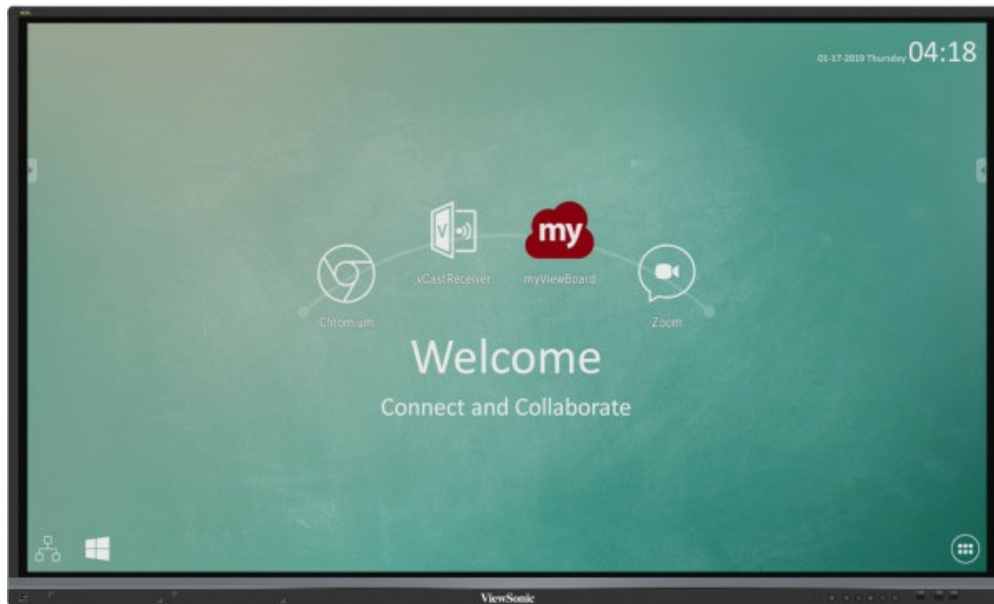 01-17-2019 Thursday 04:18
V
my
vCastReceiver
myViewBoard
Chromium
Zoom
Welcome
Connect and Collaborate
ViewSonic